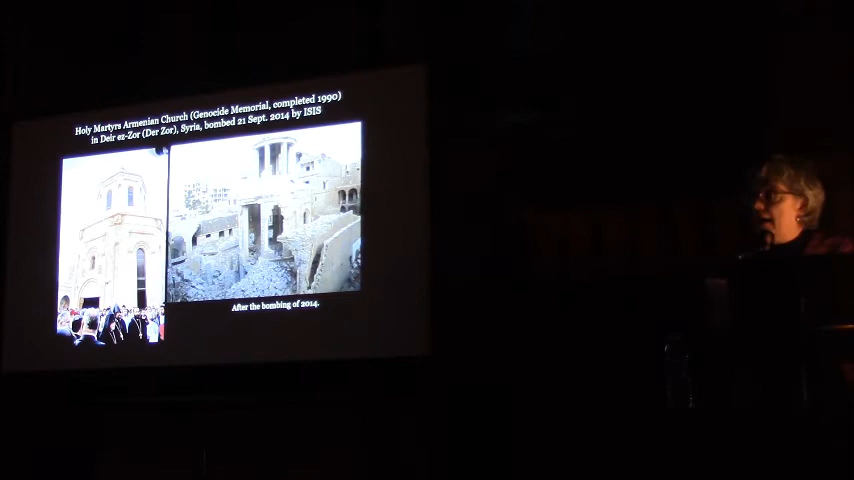 Holy Martyrs Armenian Church (Genocide Memorial, completed 1990)
in Deir ez-Zor (Der Zor), Syria, bombed 21 Sept. 2014 by ISIS
After the bombing of 2014.